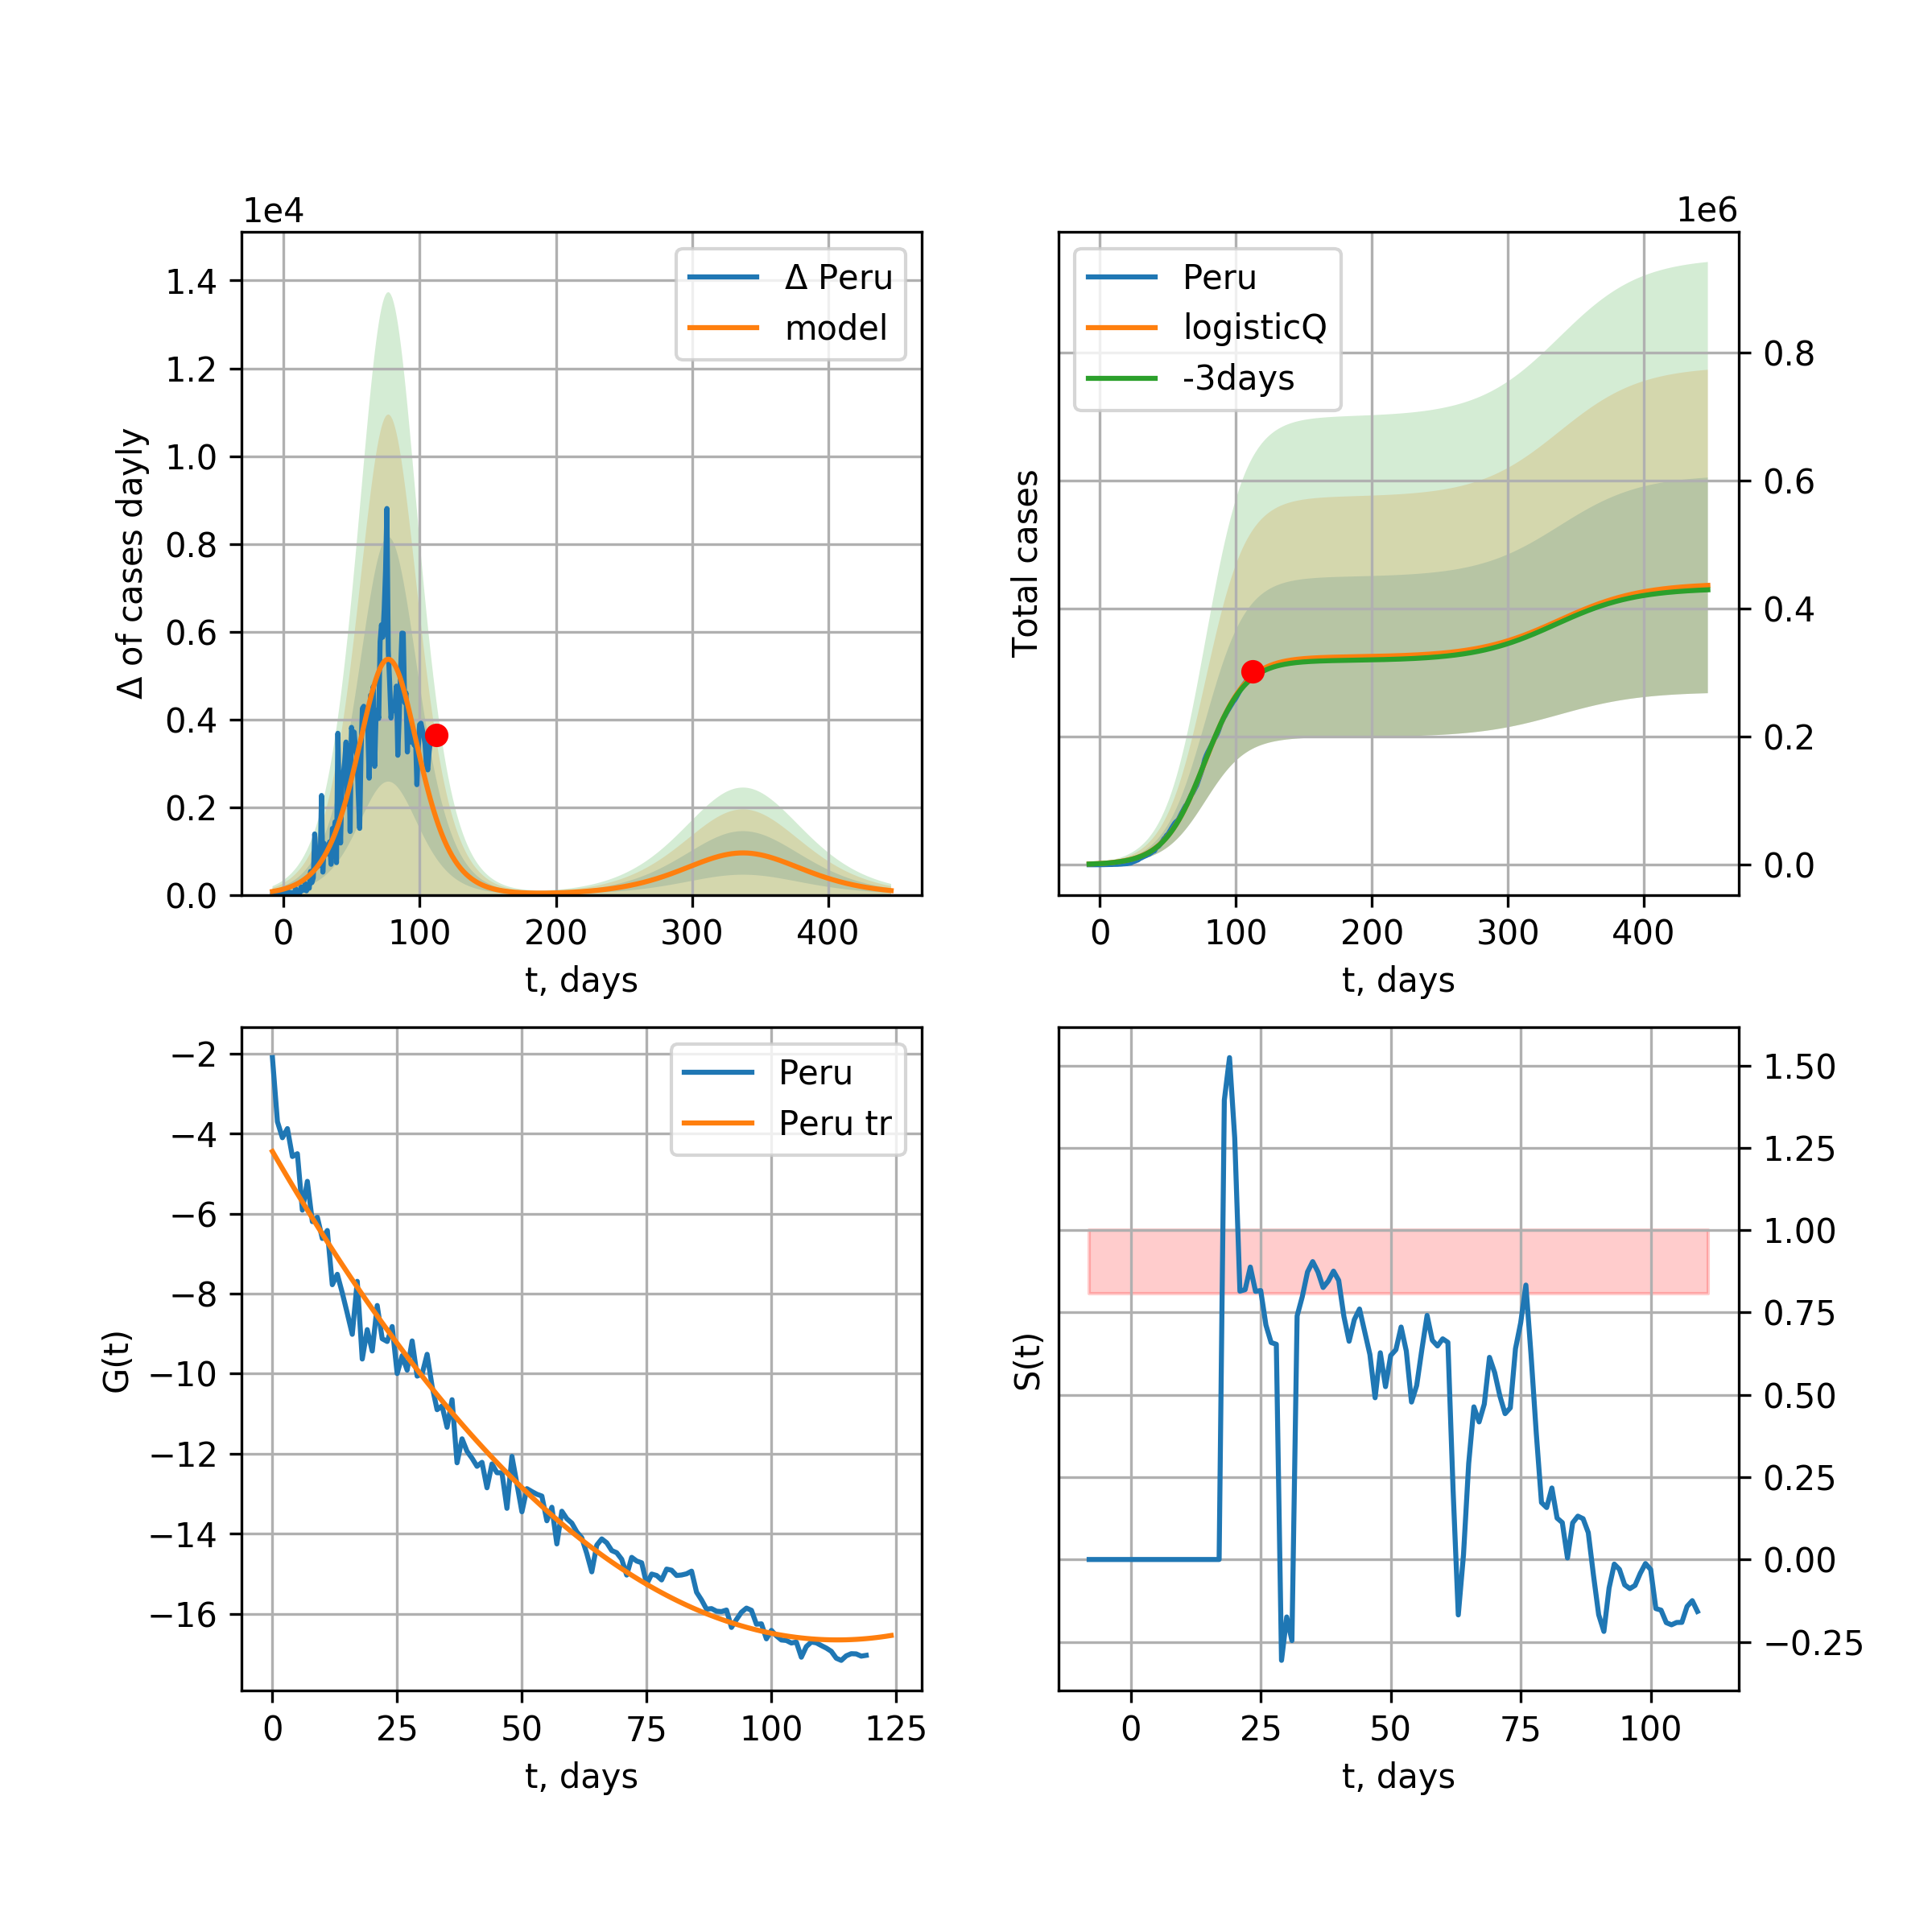 1e4
Δ of cases dayly
1.4
1.2
1.0
0.8
0.6
0.4
0.2
0.0
0 100 200 300 400
t, days
Δ Peru
model
1e6
Total cases
0.8
0.6
0.4
0.2
0.0
0 100 200 300 400
t, days
Peru
logisticQ
-3days
G(t)
−2
−4
−6
−8
−10
−12
−14
−16
0 25 50 75 100 125
t, days
Peru
Peru tr
S(t)
1.50
1.25
1.00
0.75
0.50
0.25
0.00
−0.25
0 25 50 75 100
t, days